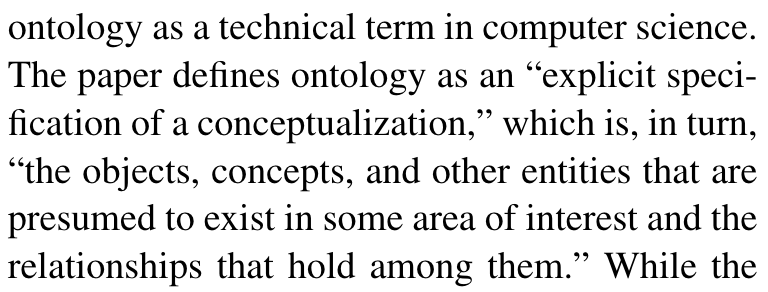 ontology as a technical term in computer science.
The paper defines ontology as an “explicit speci-
fication of a conceptualization,” which is, in turn,
“the objects, concepts, and other entities that are
presumed to exist in some area of interest and the
relationships that hold among them.” While the